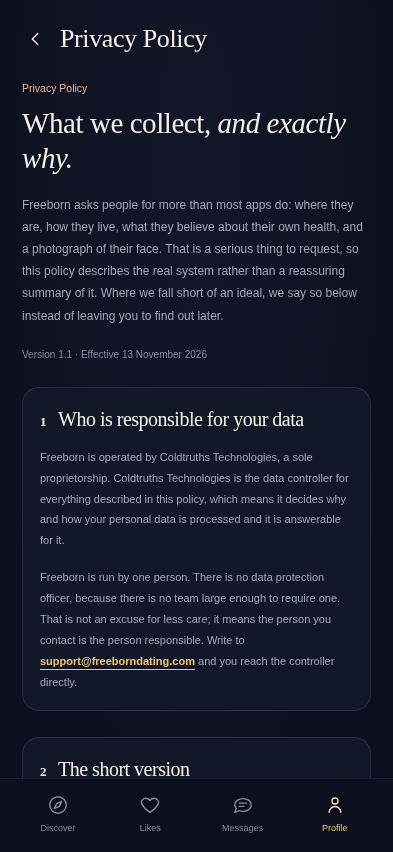 Privacy Policy
Privacy Policy
What we collect, and exactly
why.
Freeborn asks people for more than most apps do: where they
are, how they live, what they believe about their own health, and
a photograph of their face. That is a serious thing to request, so
this policy describes the real system rather than a reassuring
summary of it. Where we fall short of an ideal, we say so below
instead of leaving you to find out later.
Version 1.1 · Effective 13 November 2026
1 Who is responsible for your data
Freeborn is operated by Coldtruths Technologies, a sole
proprietorship. Coldtruths Technologies is the data controller for
everything described in this policy, which means it decides why
and how your personal data is processed and it is answerable
for it.
Freeborn is run by one person. There is no data protection
officer, because there is no team large enough to require one.
That is not an excuse for less care; it means the person you
contact is the person responsible. Write to
support@freeborndating.com and you reach the controller
directly.
2 The short version
Discover Likes Messages Profile